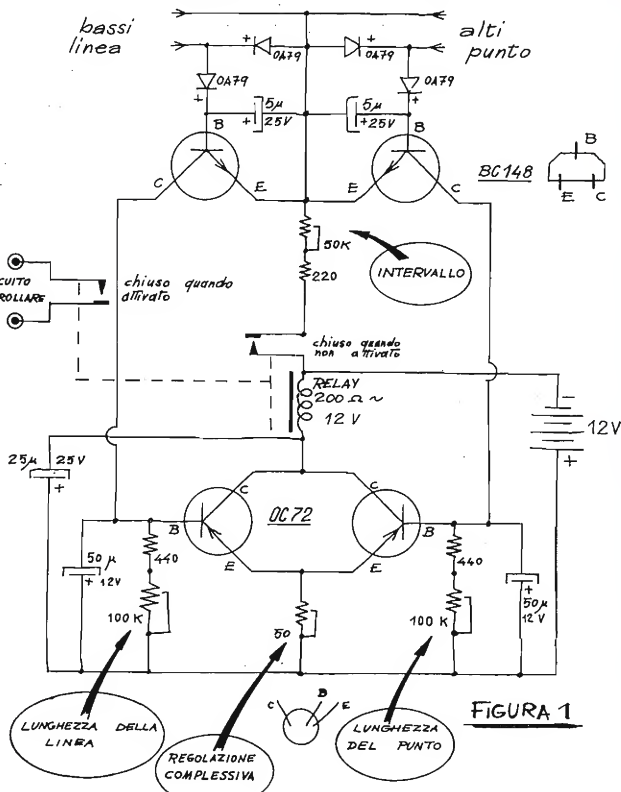 bassi
linea
alti
punto
+
OA79
OA79
+
OA79
+
OA79
+
5µ
+ 25V
5µ
+ 25V
B
B
BC148
B
E C
C
E
E
C
50K
INTERVALLO
220
CUITO
ROLLARE
chiuso quando
attivato
chiuso quando
non attivato
RELAY
200 Ω ~
12 V
-
12V
+
25µ 25V
+
C
C
OC72
B
B
E
E
440
440
50 µ
+ 12V
50µ
12V
+
100 K
50
100 K
LUNGHEZZA DELLA
LINEA
REGOLAZIONE
COMPLESSIVA
C B E
LUNGHEZZA
DEL PUNTO
FIGURA 1